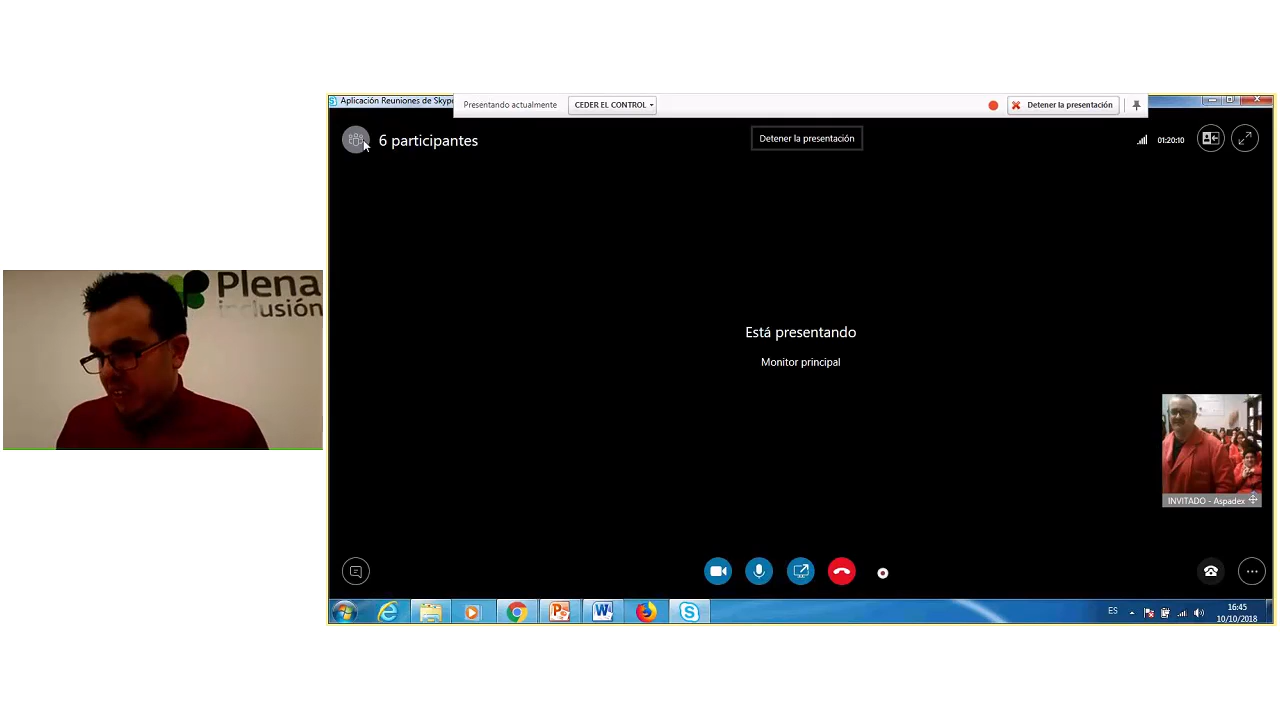 Aplicación Reuniones de Skype
Presentando actualmente
CEDER EL CONTROL
Detener la presentación
6 participantes
Detener la presentación
01:20:10
Plena
inclusión
Está presentando
Monitor principal
INVITADO - Aspadex
ES
16:45
10/10/2018